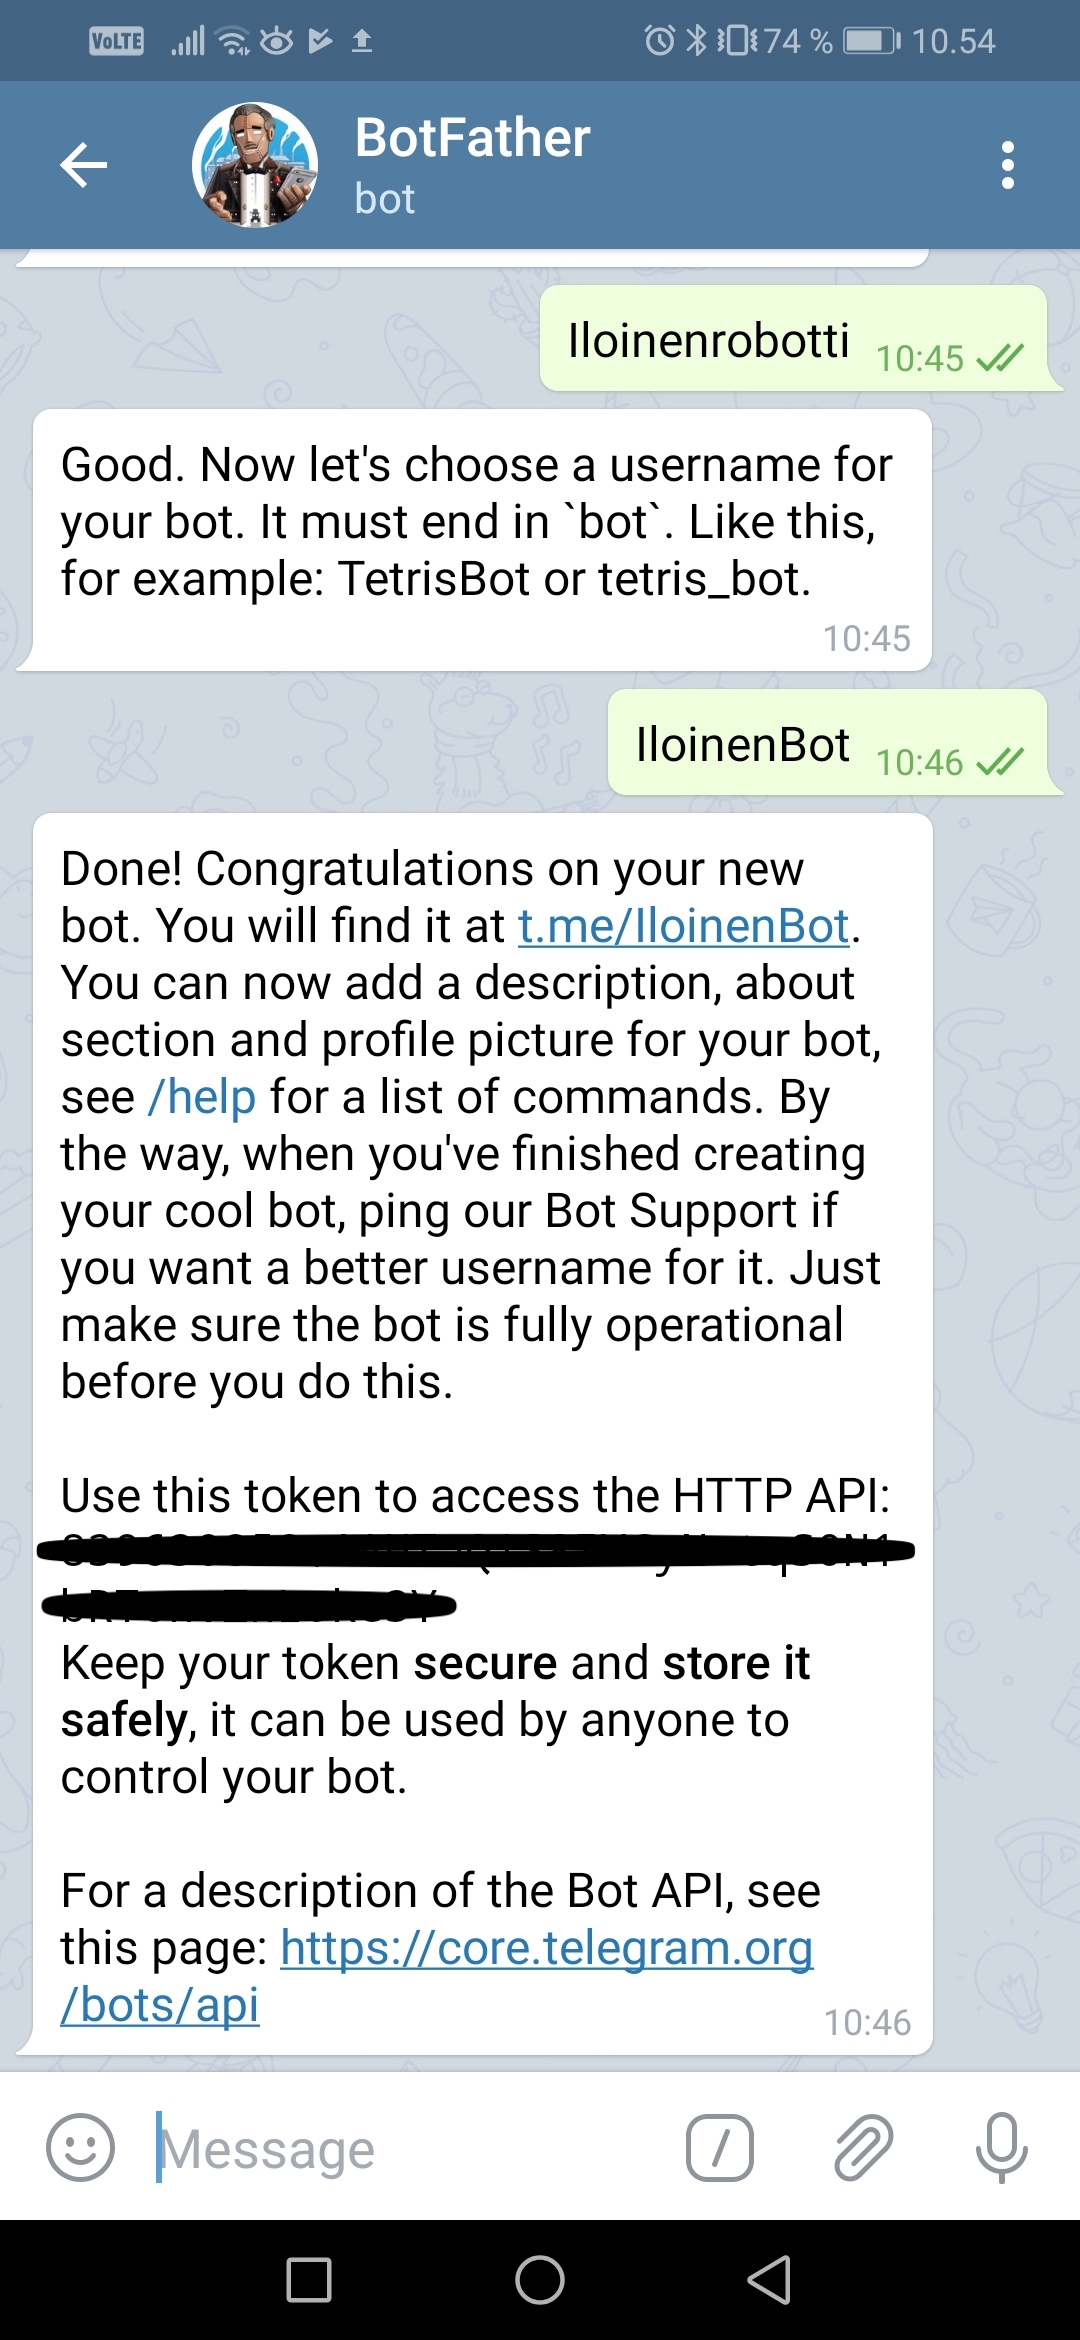 VoLTE 74 % 10.54
BotFather
bot
Iloinenrobotti 10:45
Good. Now let's choose a username for
your bot. It must end in `bot`. Like this,
for example: TetrisBot or tetris_bot.
10:45
IloinenBot 10:46
Done! Congratulations on your new
bot. You will find it at t.me/IloinenBot.
You can now add a description, about
section and profile picture for your bot,
see /help for a list of commands. By
the way, when you've finished creating
your cool bot, ping our Bot Support if
you want a better username for it. Just
make sure the bot is fully operational
before you do this.
Use this token to access the HTTP API:
Keep your token secure and store it
safely, it can be used by anyone to
control your bot.
For a description of the Bot API, see
this page: https://core.telegram.org
/bots/api
10:46
Message